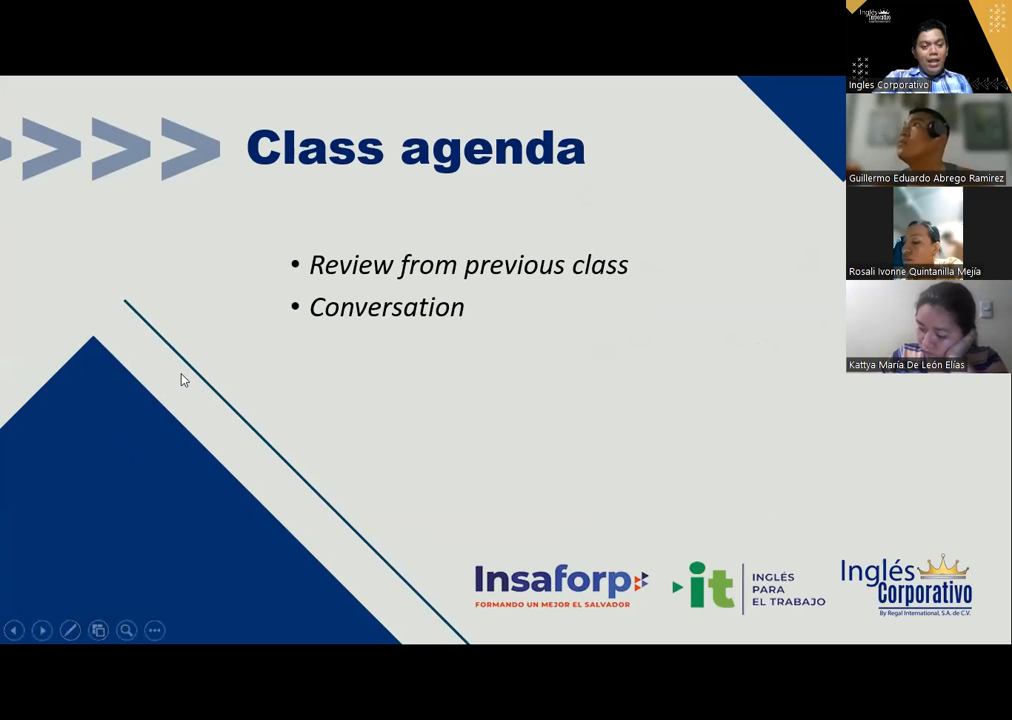 Class agenda
• Review from previous class
• Conversation
Insaforp
FORMANDO UN MEJOR EL SALVADOR
it
INGLÉS
PARA
EL TRABAJO
Inglés
Corporativo
By Regal International, S.A. de C.V.
Inglés
Corporativo
Ingles Corporativo
Guillermo Eduardo Abrego Ramirez
Rosali Ivonne Quintanilla Mejía
Kattya María De León Elías